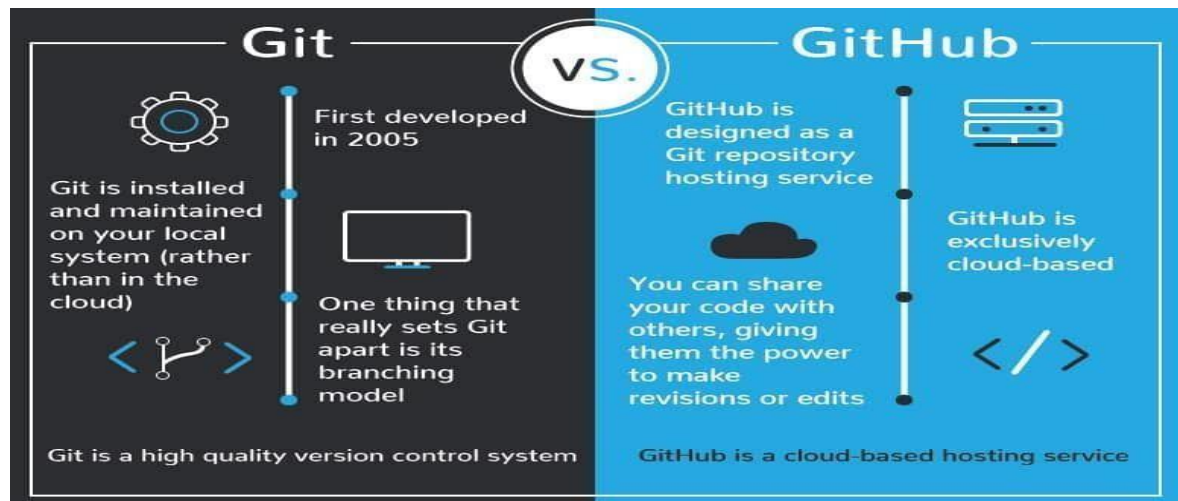 Git
vs.
GitHub
First developed
in 2005
Git is installed
and maintained
on your local
system (rather
than in the
cloud)
One thing that
really sets Git
apart is its
branching
model
Git is a high quality version control system
GitHub is
designed as a
Git repository
hosting service
GitHub is
exclusively
cloud-based
You can share
your code with
others, giving
them the power
to make
revisions or edits
GitHub is a cloud-based hosting service